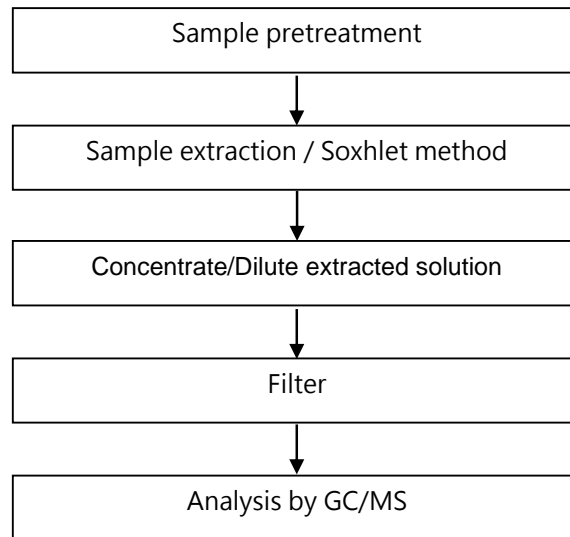 Sample pretreatment
Sample extraction / Soxhlet method
Concentrate/Dilute extracted solution
Filter
Analysis by GC/MS